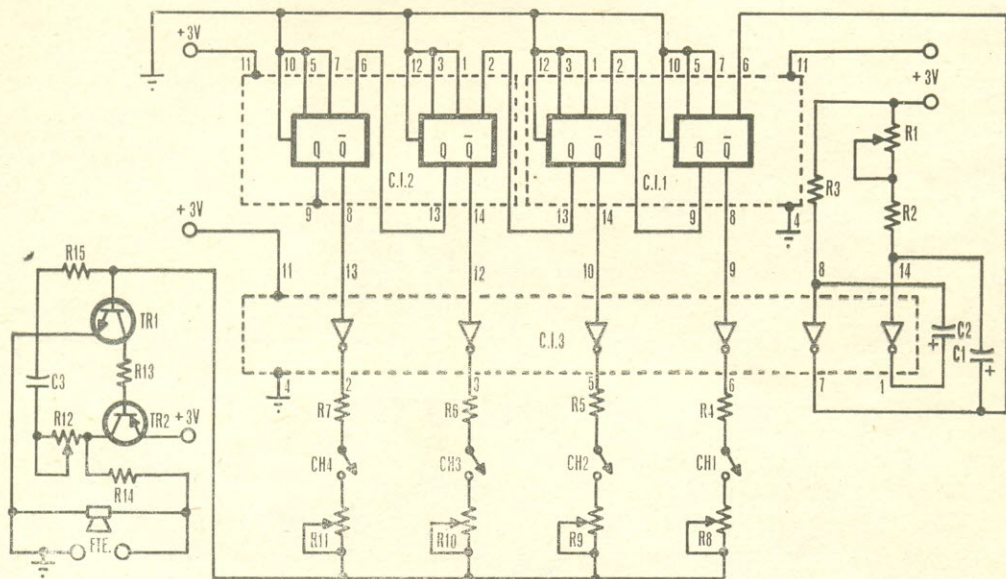 +3V
11
10 5 7 6
12 3 1 2
12 3 1 2
10 5 7 6
11
+3V
Q Q̄
Q Q̄
Q Q̄
Q Q̄
C.I.2
C.I.1
R1
R3
R2
4
9 8
13 14
13 14
9 8
+3V
11
13
12
10
9
8
14
R15
TR1
C.I.3
C2
C1
+
+
R13
C3
4
2
3
5
6
7
1
R12
TR2
+3V
R7
R6
R5
R4
R14
CH4
CH3
CH2
CH1
FTE.
R11
R10
R9
R8